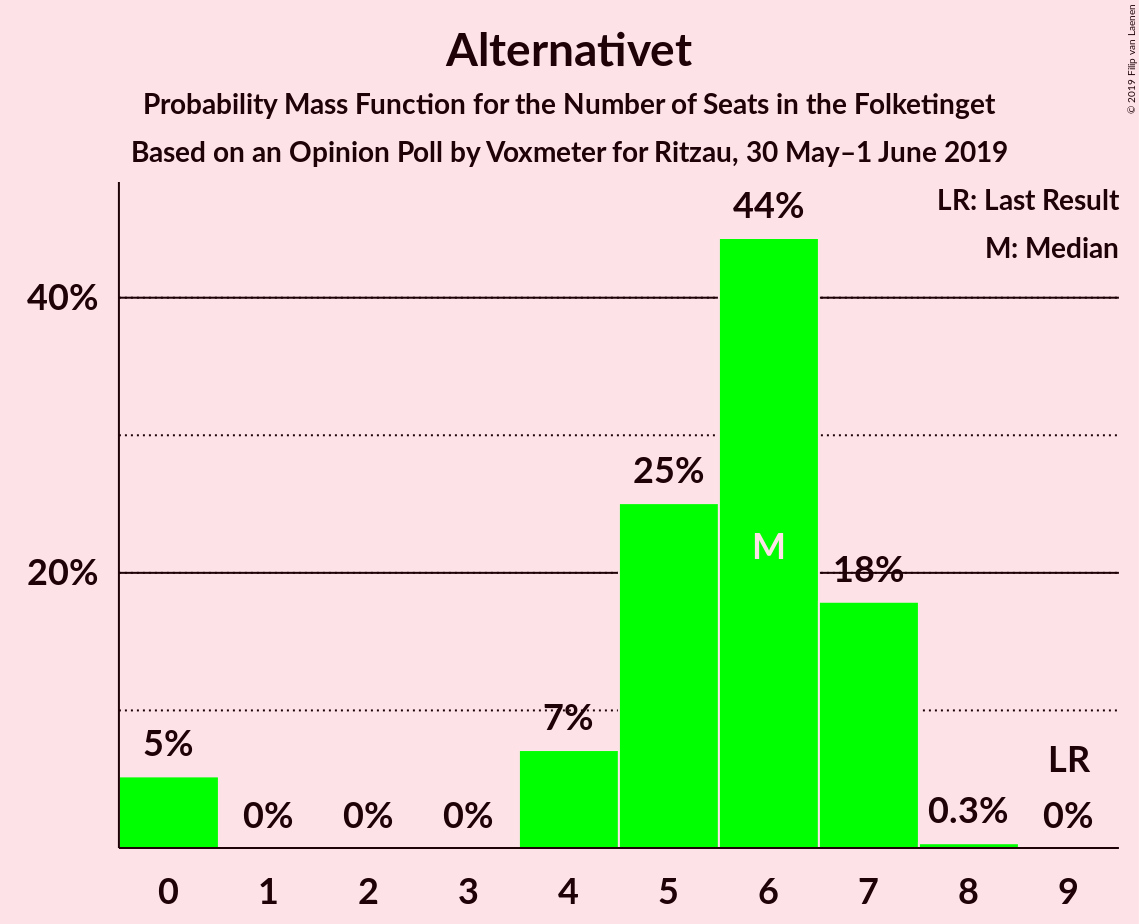 Alternativet
Probability Mass Function for the Number of Seats in the Folketinget
Based on an Opinion Poll by Voxmeter for Ritzau, 30 May–1 June 2019
© 2019 Filip van Laenen
LR: Last Result
M: Median
44%
40%
25%
M
20%
18%
7%
5%
LR
0%
0%
0%
0.3%
0%
0 1 2 3 4 5 6 7 8 9